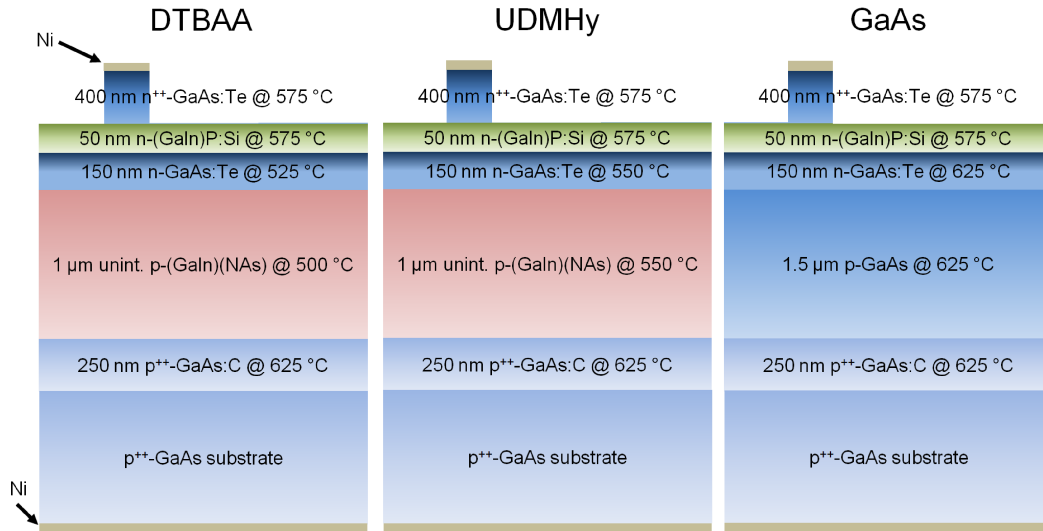 DTBAA
UDMHy
GaAs
Ni
400 nm n⁺⁺-GaAs:Te @ 575 °C
50 nm n-(GaIn)P:Si @ 575 °C
150 nm n-GaAs:Te @ 525 °C
1 µm unint. p-(GaIn)(NAs) @ 500 °C
250 nm p⁺⁺-GaAs:C @ 625 °C
p⁺⁺-GaAs substrate
Ni
400 nm n⁺⁺-GaAs:Te @ 575 °C
50 nm n-(GaIn)P:Si @ 575 °C
150 nm n-GaAs:Te @ 550 °C
1 µm unint. p-(GaIn)(NAs) @ 550 °C
250 nm p⁺⁺-GaAs:C @ 625 °C
p⁺⁺-GaAs substrate
400 nm n⁺⁺-GaAs:Te @ 575 °C
50 nm n-(GaIn)P:Si @ 575 °C
150 nm n-GaAs:Te @ 625 °C
1.5 µm p-GaAs @ 625 °C
250 nm p⁺⁺-GaAs:C @ 625 °C
p⁺⁺-GaAs substrate